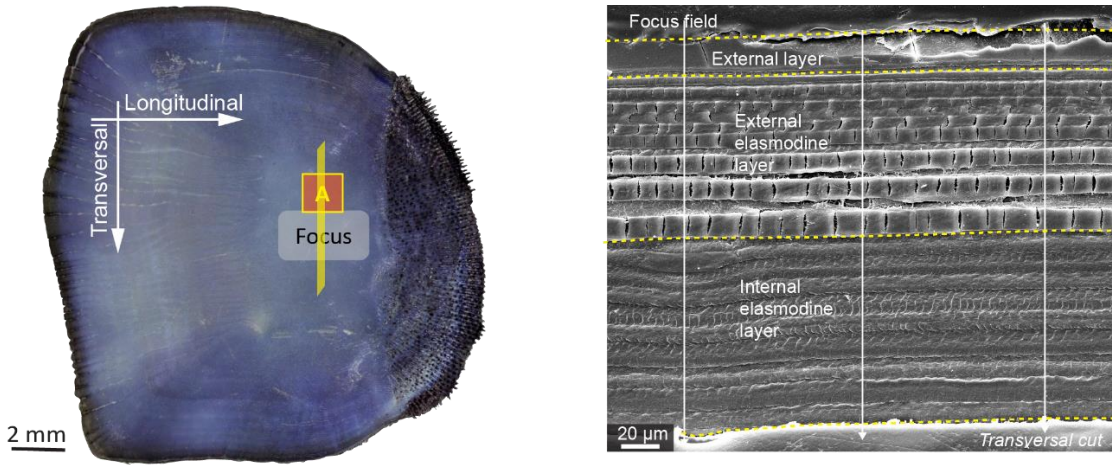 Longitudinal
Transversal
A
Focus
2 mm
Focus field
External layer
External
elasmodine
layer
Internal
elasmodine
layer
20 µm
Transversal cut